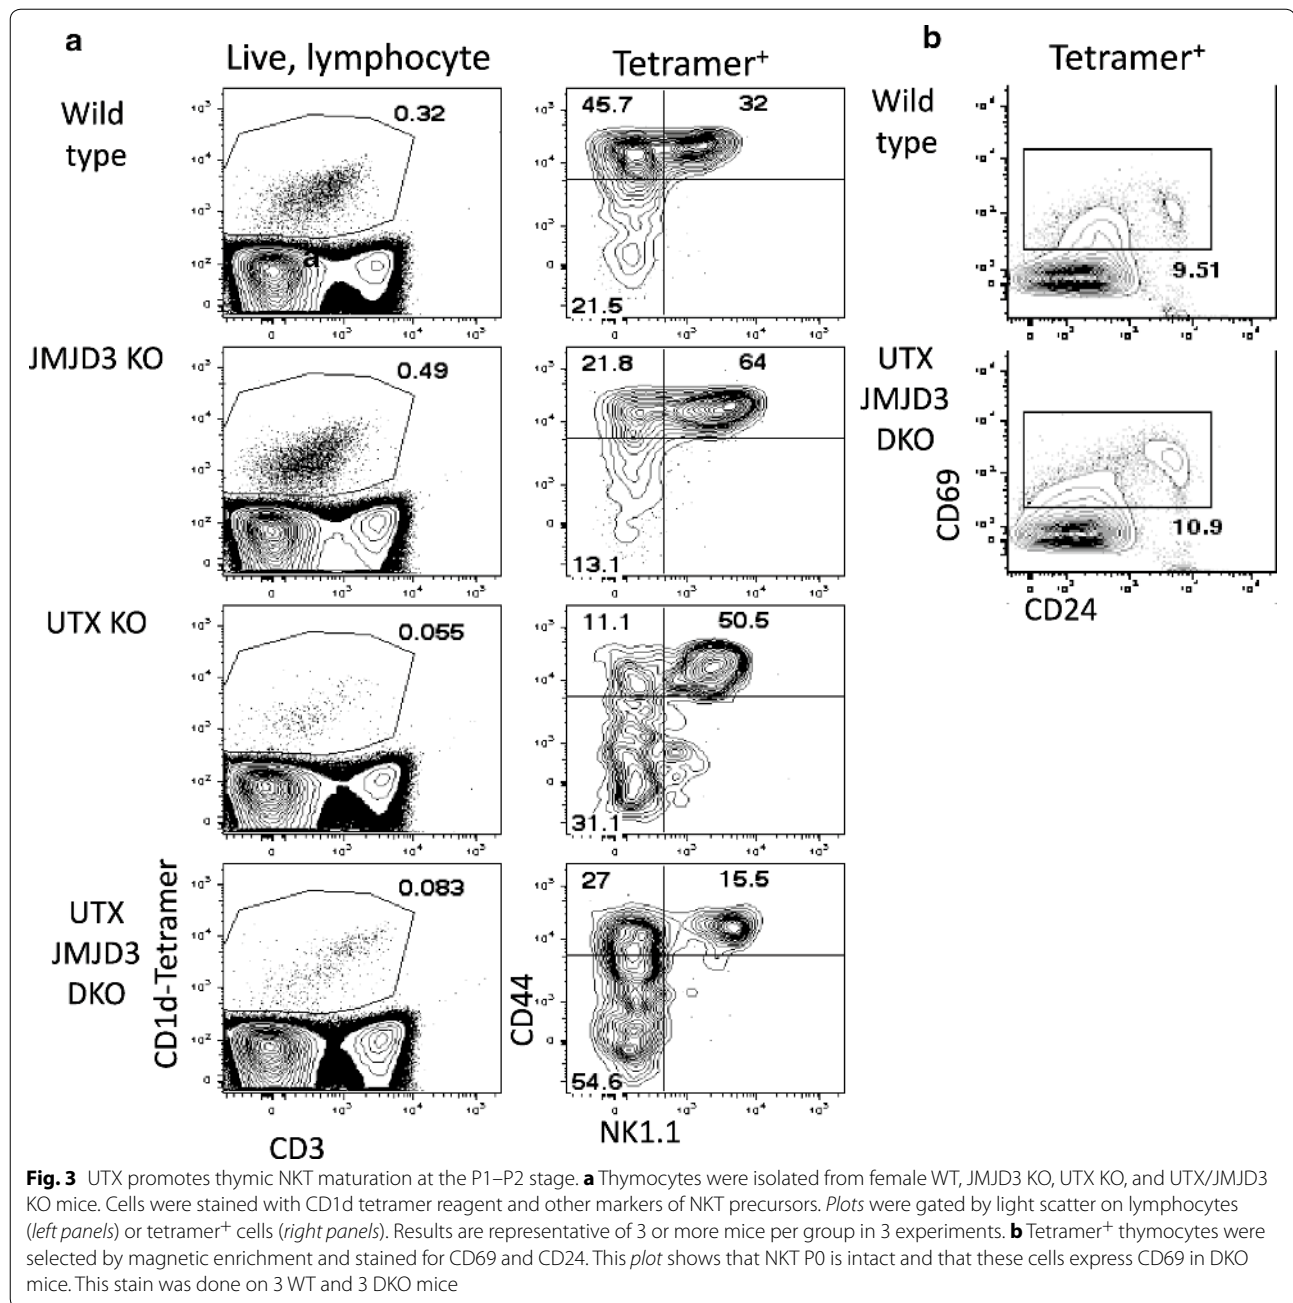 a
b
Live, lymphocyte
Tetramer⁺
Tetramer⁺
Wild
type
0.32
45.7
32
21.5
a
Wild
type
9.51
JMJD3 KO
0.49
21.8
64
13.1
UTX
JMJD3
DKO
10.9
CD69
CD24
UTX KO
0.055
11.1
50.5
31.1
UTX
JMJD3
DKO
0.083
27
15.5
54.6
CD1d-Tetramer
CD44
CD3
NK1.1
Fig. 3 UTX promotes thymic NKT maturation at the P1–P2 stage. a Thymocytes were isolated from female WT, JMJD3 KO, UTX KO, and UTX/JMJD3
KO mice. Cells were stained with CD1d tetramer reagent and other markers of NKT precursors. Plots were gated by light scatter on lymphocytes
(left panels) or tetramer⁺ cells (right panels). Results are representative of 3 or more mice per group in 3 experiments. b Tetramer⁺ thymocytes were
selected by magnetic enrichment and stained for CD69 and CD24. This plot shows that NKT P0 is intact and that these cells express CD69 in DKO
mice. This stain was done on 3 WT and 3 DKO mice